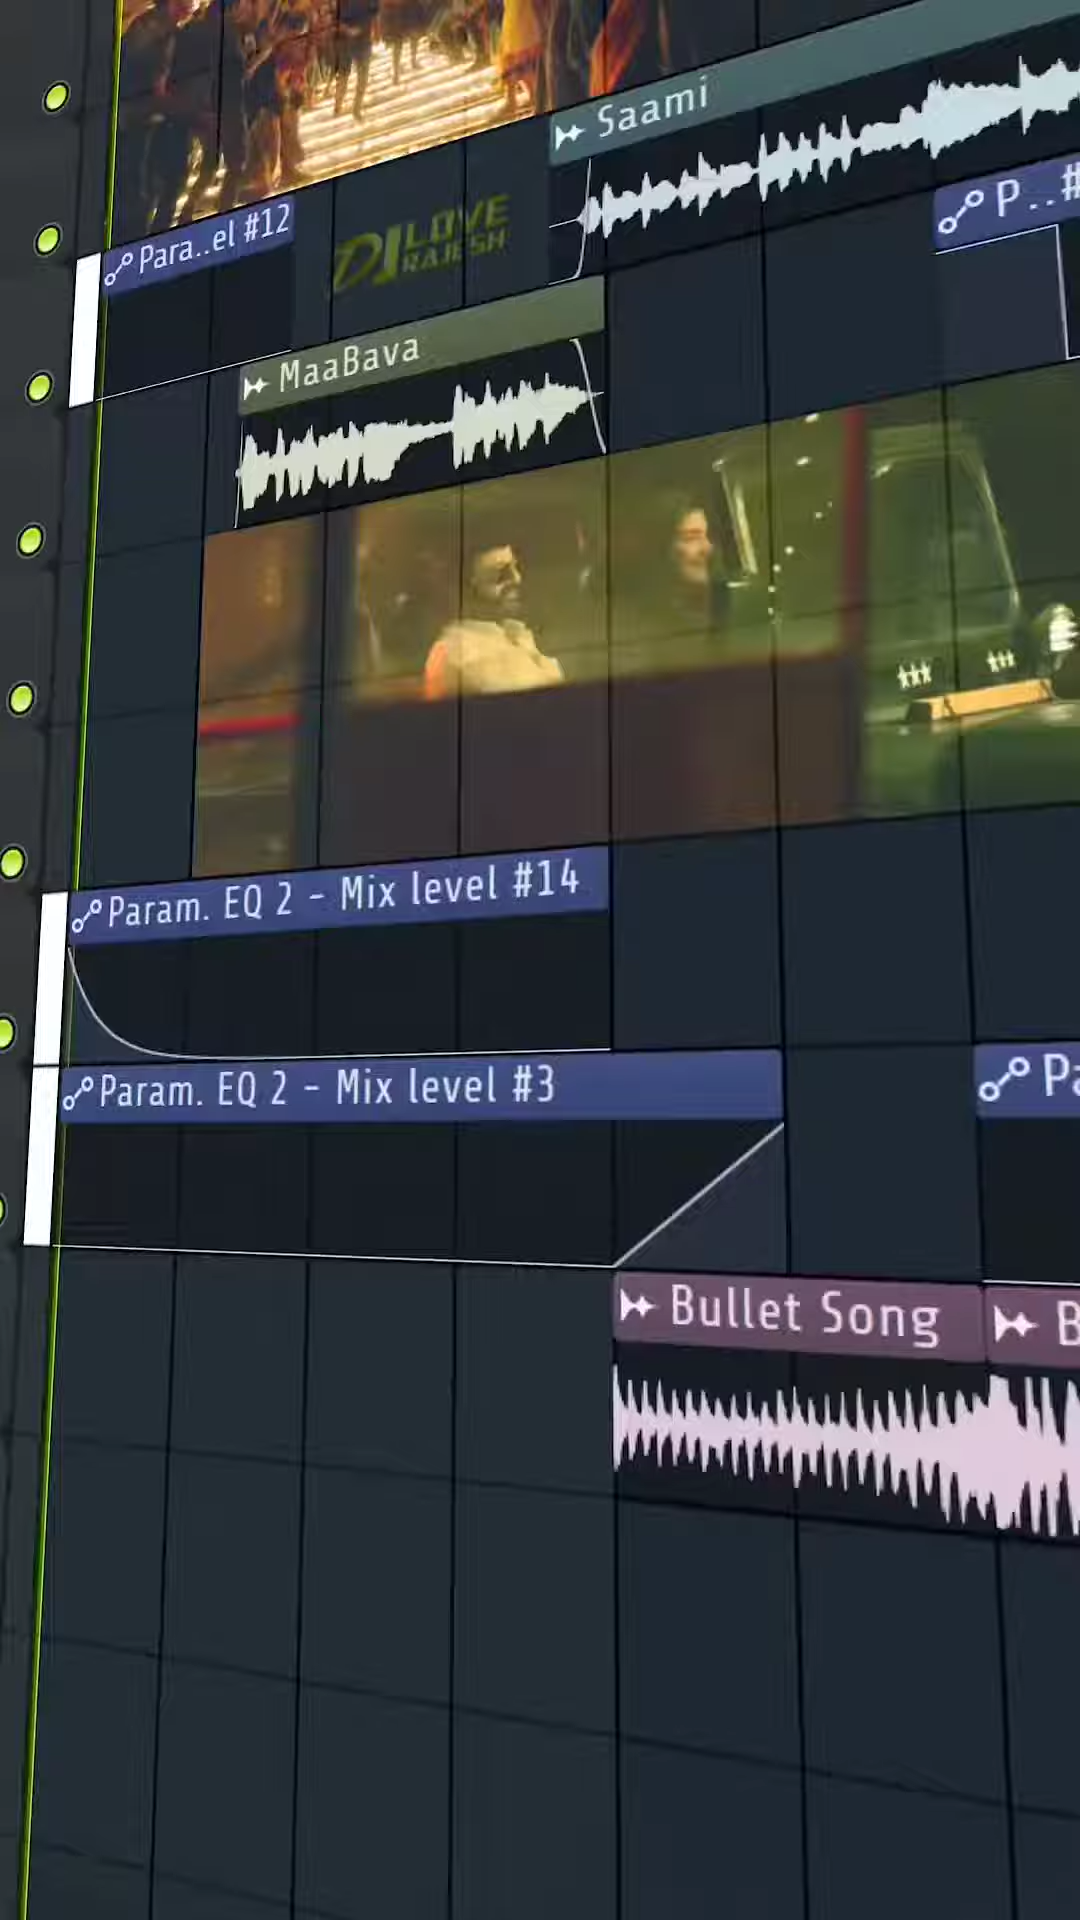 Saami
Para..el #12
DJ LOVE
RAJESH
P..#
MaaBava
Param. EQ 2 - Mix level #14
Param. EQ 2 - Mix level #3
Pa
Bullet Song
B